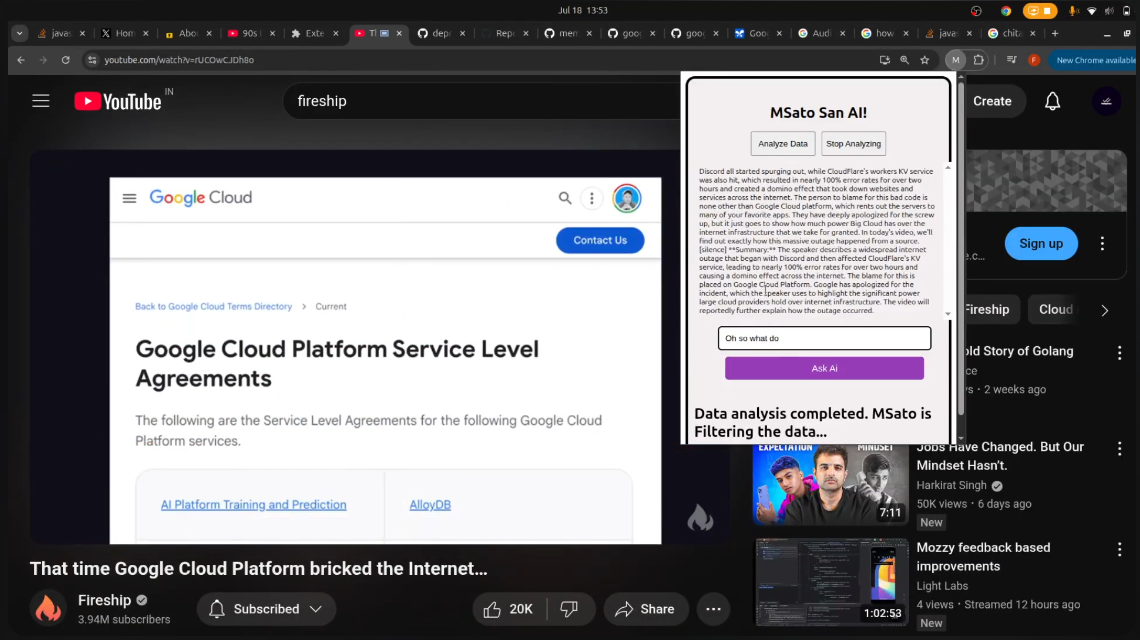 Jul 18 13:53
javas
Hom
Abo
90s
Exte
Tl
dep
Rep
men
goo
goo
Goo
Aud
how
javas
chita
youtube.com/watch?v=rUCOwCJDh8o
M
F
New Chrome available
YouTube IN
fireship
Create
MSato San AI!
Analyze Data
Stop Analyzing
Discord all started spurging out, while CloudFlare's workers KV service
was also hit, which resulted in nearly 100% error rates for over two
hours and created a domino effect that took down websites and
services across the internet. The person to blame for this bad code is
none other than Google Cloud platform, which rents out the servers to
many of your favorite apps. They have deeply apologized for the screw
up, but it just goes to show how much power Big Cloud has over the
internet infrastructure that we take for granted. In today's video, we'll
find out exactly how this massive outage happened from a source.
[silence] **Summary:** The speaker describes a widespread internet
outage that began with Discord and then affected CloudFlare's KV
service, leading to nearly 100% error rates for over two hours and
causing a domino effect across the internet. The blame for this is
placed on Google Cloud Platform. Google has apologized for the
incident, which the speaker uses to highlight the significant power
large cloud providers hold over internet infrastructure. The video will
reportedly further explain how the outage occurred.
Oh so what do
Ask Ai
Data analysis completed. MSato is
Filtering the data...
Google Cloud
Contact Us
Back to Google Cloud Terms Directory > Current
Google Cloud Platform Service Level
Agreements
The following are the Service Level Agreements for the following Google Cloud
Platform services.
AI Platform Training and Prediction
AlloyDB
That time Google Cloud Platform bricked the Internet...
Fireship
3.94M subscribers
Subscribed
20K
Share
e.c...
Sign up
Fireship
Cloud
old Story of Golang
ce
s • 2 weeks ago
Jobs Have Changed. But Our
Mindset Hasn't.
Harkirat Singh
50K views • 6 days ago
New
MINDSET
7:11
Mozzy feedback based
improvements
Light Labs
4 views • Streamed 12 hours ago
New
1:02:53